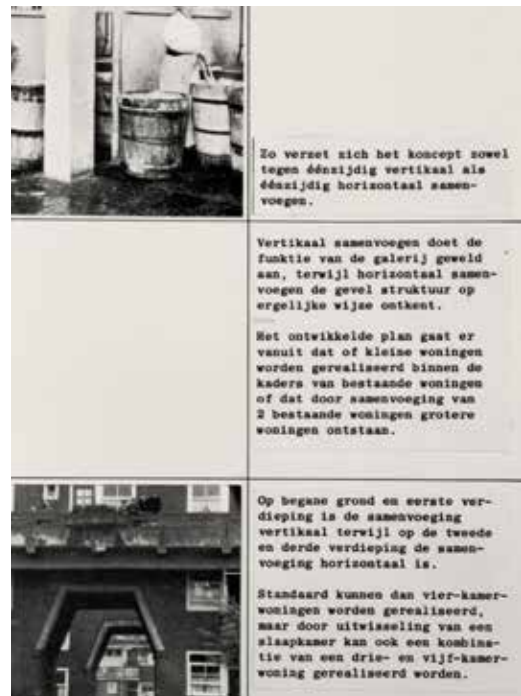 Zo verzet zich het koncept zowel
tegen éénzijdig vertikaal als
éénzijdig horizontaal samen-
voegen.
Vertikaal samenvoegen doet de
funktie van de galerij geweld
aan, terwijl horizontaal samen-
voegen de gevel struktuur op
ergelijke wijze ontkent.
Het ontwikkelde plan gaat er
vanuit dat of kleine woningen
worden gerealiseerd binnen de
kaders van bestaande woningen
of dat door samenvoeging van
2 bestaande woningen grotere
woningen ontstaan.
Op begane grond en eerste ver-
dieping is de samenvoeging
vertikaal terwijl op de tweede
en derde verdieping de samen-
voeging horizontaal is.
Standaard kunnen dan vier-kamer-
woningen worden gerealiseerd,
maar door uitwisseling van een
slaapkamer kan ook een kombina-
tie van een drie- en vijf-kamer-
woning gerealiseerd worden.